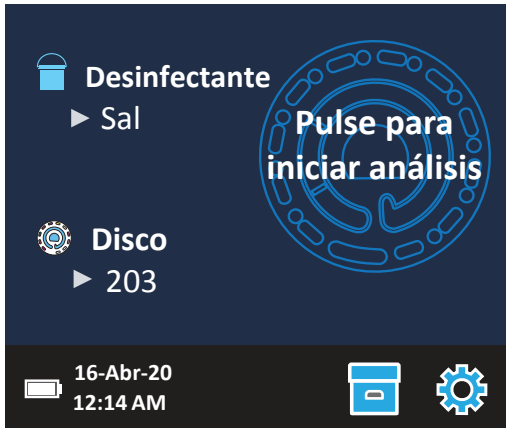 Desinfectante
Sal
Pulse para
iniciar análisis
Disco
203
16-Abr-20
12:14 AM